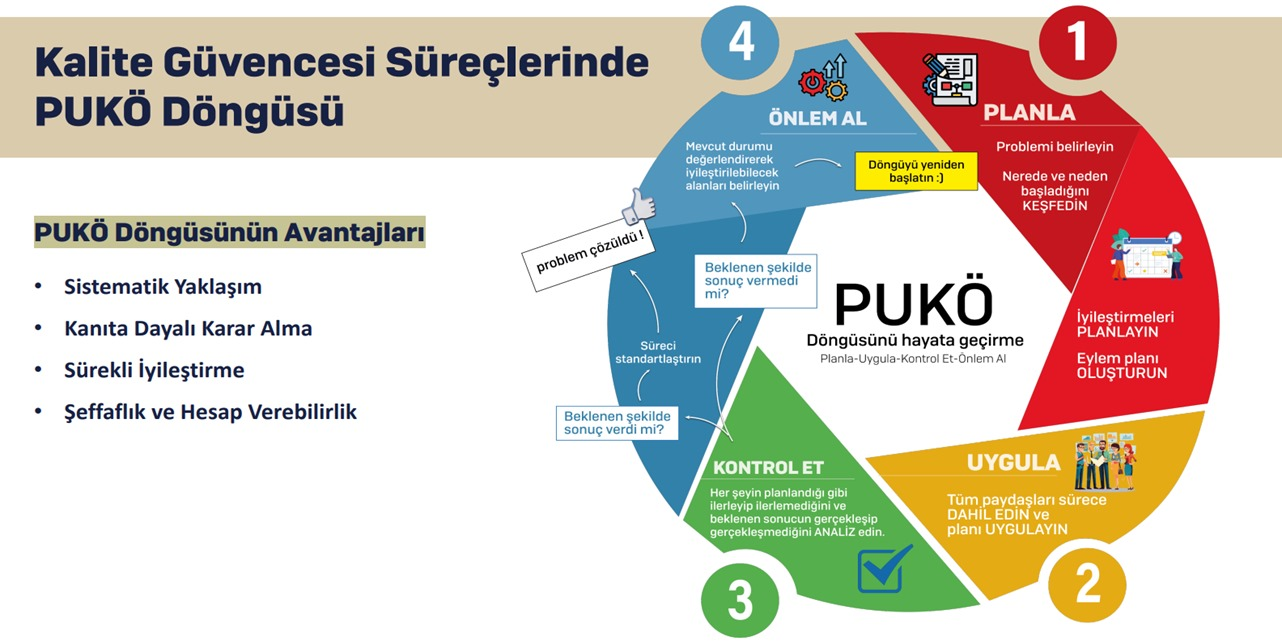 Kalite Güvencesi Süreçlerinde
PUKÖ Döngüsü
PUKÖ Döngüsünün Avantajları
• Sistematik Yaklaşım
• Kanıta Dayalı Karar Alma
• Sürekli İyileştirme
• Şeffaflık ve Hesap Verebilirlik
1
PLANLA
Problemi belirleyin
Nerede ve neden
başladığını
KEŞFEDİN
İyileştirmeleri
PLANLAYIN
Eylem planı
OLUŞTURUN
2
UYGULA
Tüm paydaşları sürece
DAHİL EDİN ve
planı UYGULAYIN
3
KONTROL ET
Her şeyin planlandığı gibi
ilerleyip ilerlemediğini ve
beklenen sonucun gerçekleşip
gerçekleşmediğini ANALİZ edin.
Beklenen şekilde
sonuç verdi mi?
Süreci
standartlaştırın
problem çözüldü !
Beklenen şekilde
sonuç vermedi
mi?
4
ÖNLEM AL
Mevcut durumu
değerlendirerek
iyileştirilebilecek
alanları belirleyin
Döngüyü yeniden
başlatın :)
PUKÖ
Döngüsünü hayata geçirme
Planla-Uygula-Kontrol Et-Önlem Al